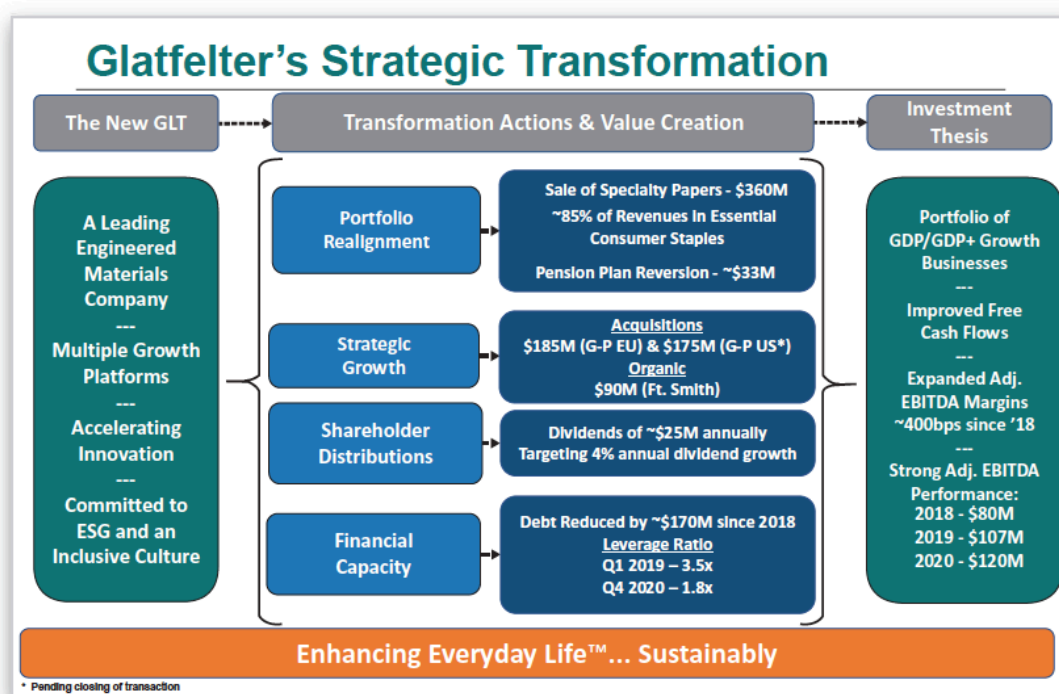 Glatfelter's Strategic Transformation
The New GLT
Transformation Actions & Value Creation
Investment
Thesis
A Leading
Engineered
Materials
Company
---
Multiple Growth
Platforms
---
Accelerating
Innovation
---
Committed to
ESG and an
Inclusive Culture
Portfolio
Realignment
Sale of Specialty Papers - $360M
~85% of Revenues in Essential
Consumer Staples
Pension Plan Reversion - ~$33M
Strategic
Growth
Acquisitions
$185M (G-P EU) & $175M (G-P US*)
Organic
$90M (Ft. Smith)
Shareholder
Distributions
Dividends of ~$25M annually
Targeting 4% annual dividend growth
Financial
Capacity
Debt Reduced by ~$170M since 2018
Leverage Ratio
Q1 2019 – 3.5x
Q4 2020 – 1.8x
Portfolio of
GDP/GDP+ Growth
Businesses
---
Improved Free
Cash Flows
---
Expanded Adj.
EBITDA Margins
~400bps since '18
---
Strong Adj. EBITDA
Performance:
2018 - $80M
2019 - $107M
2020 - $120M
Enhancing Everyday Life™... Sustainably
* Pending closing of transaction